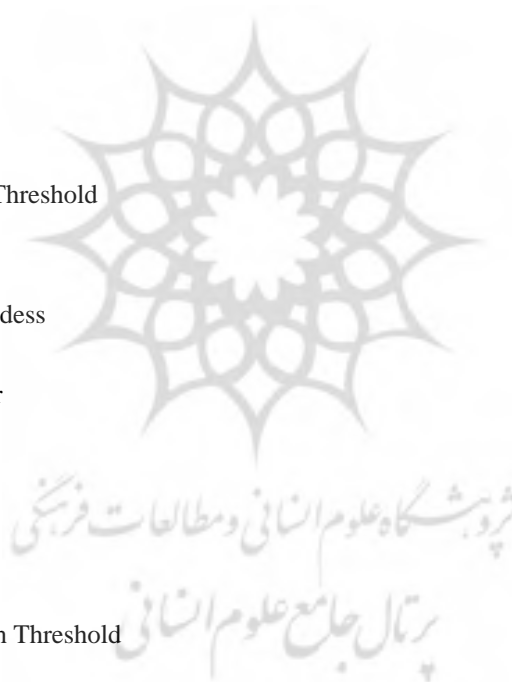 Threshold
dess
r
پژوهشگاه علوم انسانی و مطالعات فرهنگی
پرتال جامع علوم انسانی
n Threshold